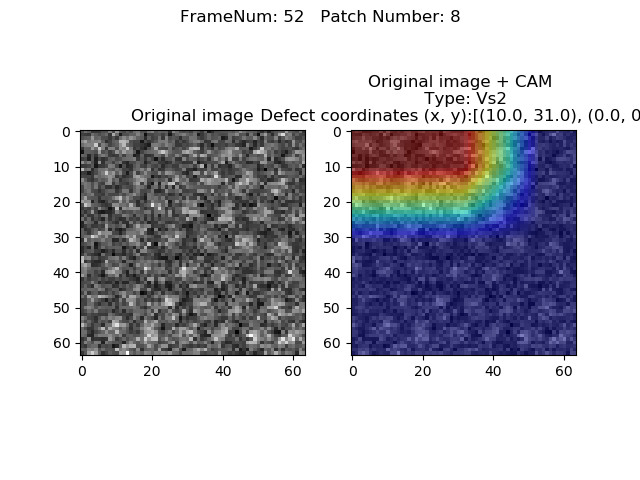 FrameNum: 52   Patch Number: 8
Original image + CAM
Type: Vs2
Original image
Defect coordinates (x, y):[(10.0, 31.0), (0.0, 0
0
10
20
30
40
50
60
0 20 40 60
0
10
20
30
40
50
60
0 20 40 60